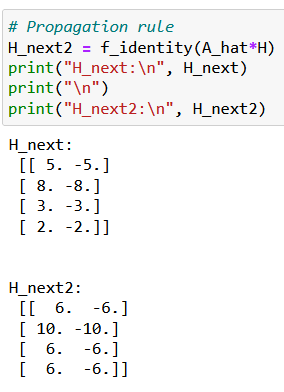 # Propagation rule
H_next2 = f_identity(A_hat*H)
print("H_next:\n", H_next)
print("\n")
print("H_next2:\n", H_next2)
H_next:
 [[ 5. -5.]
 [ 8. -8.]
 [ 3. -3.]
 [ 2. -2.]]
H_next2:
 [[  6.  -6.]
 [ 10. -10.]
 [  6.  -6.]
 [  6.  -6.]]